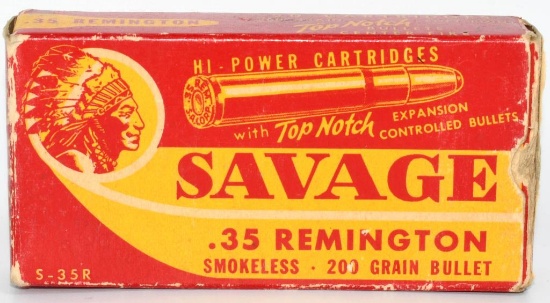 .35 REMINGTON
Top Notch
HI-POWER CARTRIDGES
with Top Notch EXPANSION
CONTROLLED BULLETS
SAVAGE
.35 REMINGTON
SMOKELESS · 200 GRAIN BULLET
S-35R